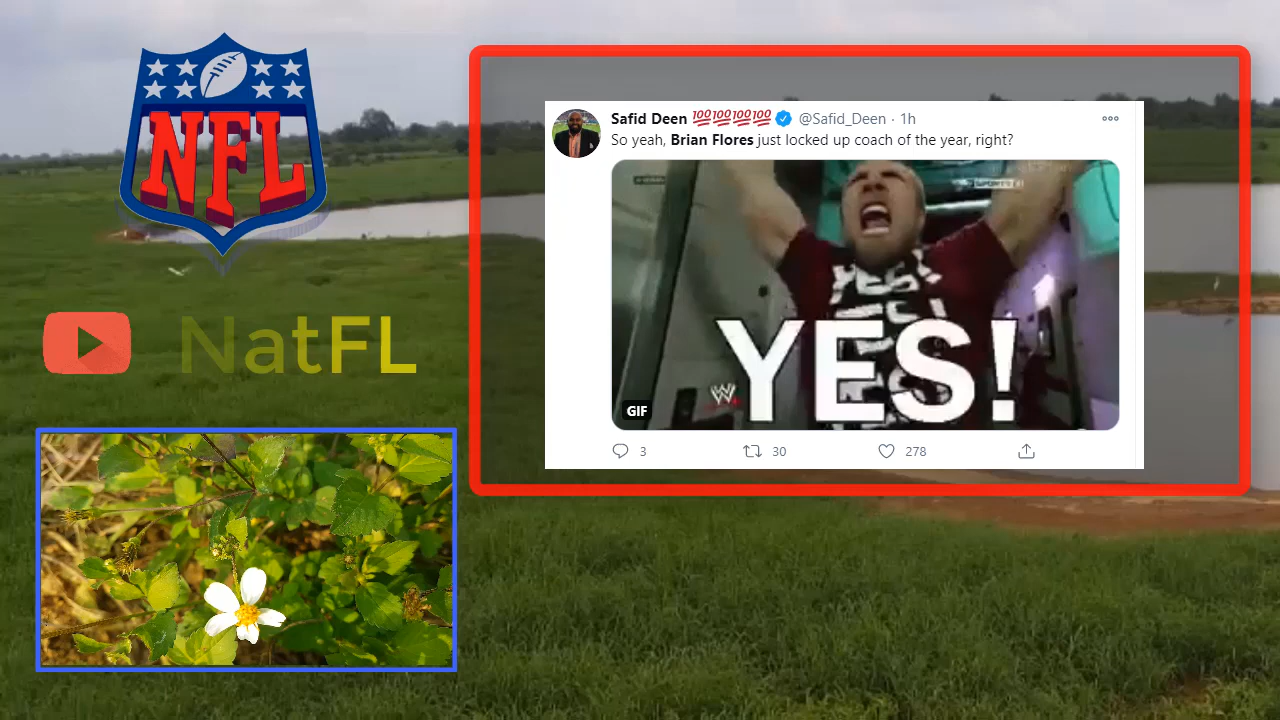 NFL
NatFL
Safid Deen 💯💯💯💯 @Safid_Deen · 1h
So yeah, Brian Flores just locked up coach of the year, right?
YES!
YES!
W
GIF
3 30 278